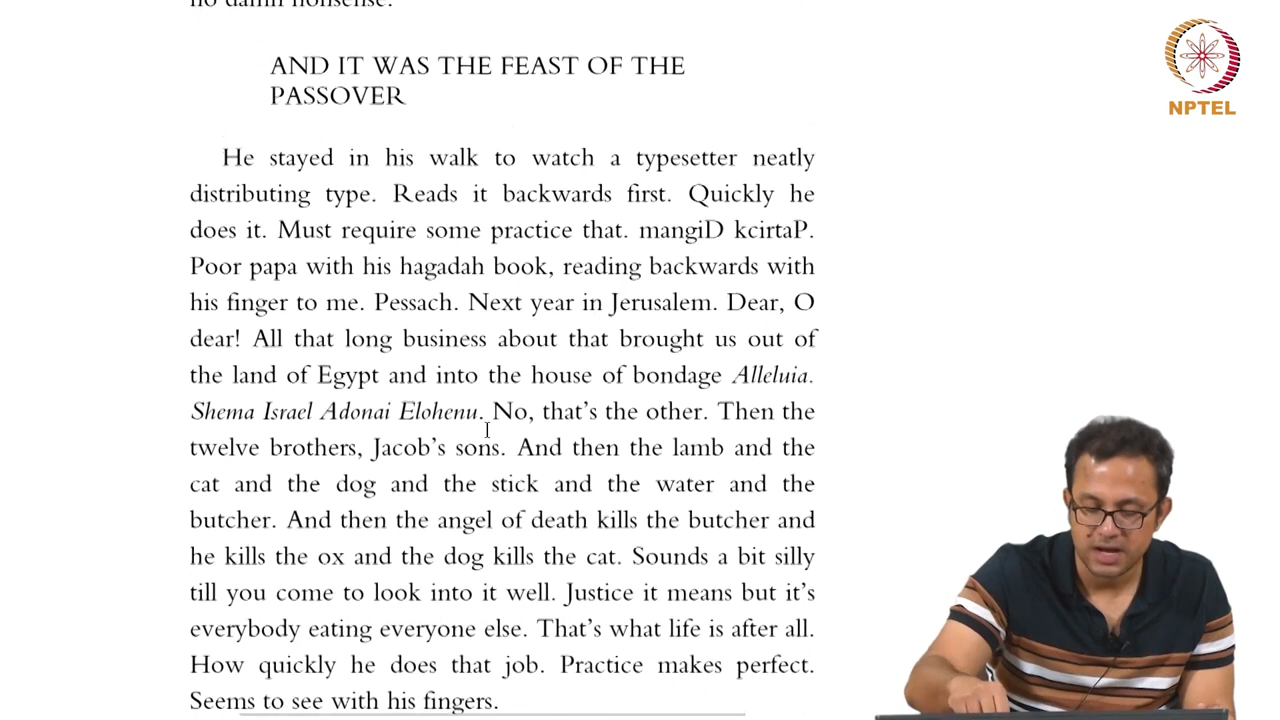 no damn nonsense.
AND IT WAS THE FEAST OF THE
PASSOVER
He stayed in his walk to watch a typesetter neatly
distributing type. Reads it backwards first. Quickly he
does it. Must require some practice that. mangiD kcirtaP.
Poor papa with his hagadah book, reading backwards with
his finger to me. Pessach. Next year in Jerusalem. Dear, O
dear! All that long business about that brought us out of
the land of Egypt and into the house of bondage Alleluia.
Shema Israel Adonai Elohenu. No, that's the other. Then the
twelve brothers, Jacob's sons. And then the lamb and the
cat and the dog and the stick and the water and the
butcher. And then the angel of death kills the butcher and
he kills the ox and the dog kills the cat. Sounds a bit silly
till you come to look into it well. Justice it means but it's
everybody eating everyone else. That's what life is after all.
How quickly he does that job. Practice makes perfect.
Seems to see with his fingers.
NPTEL